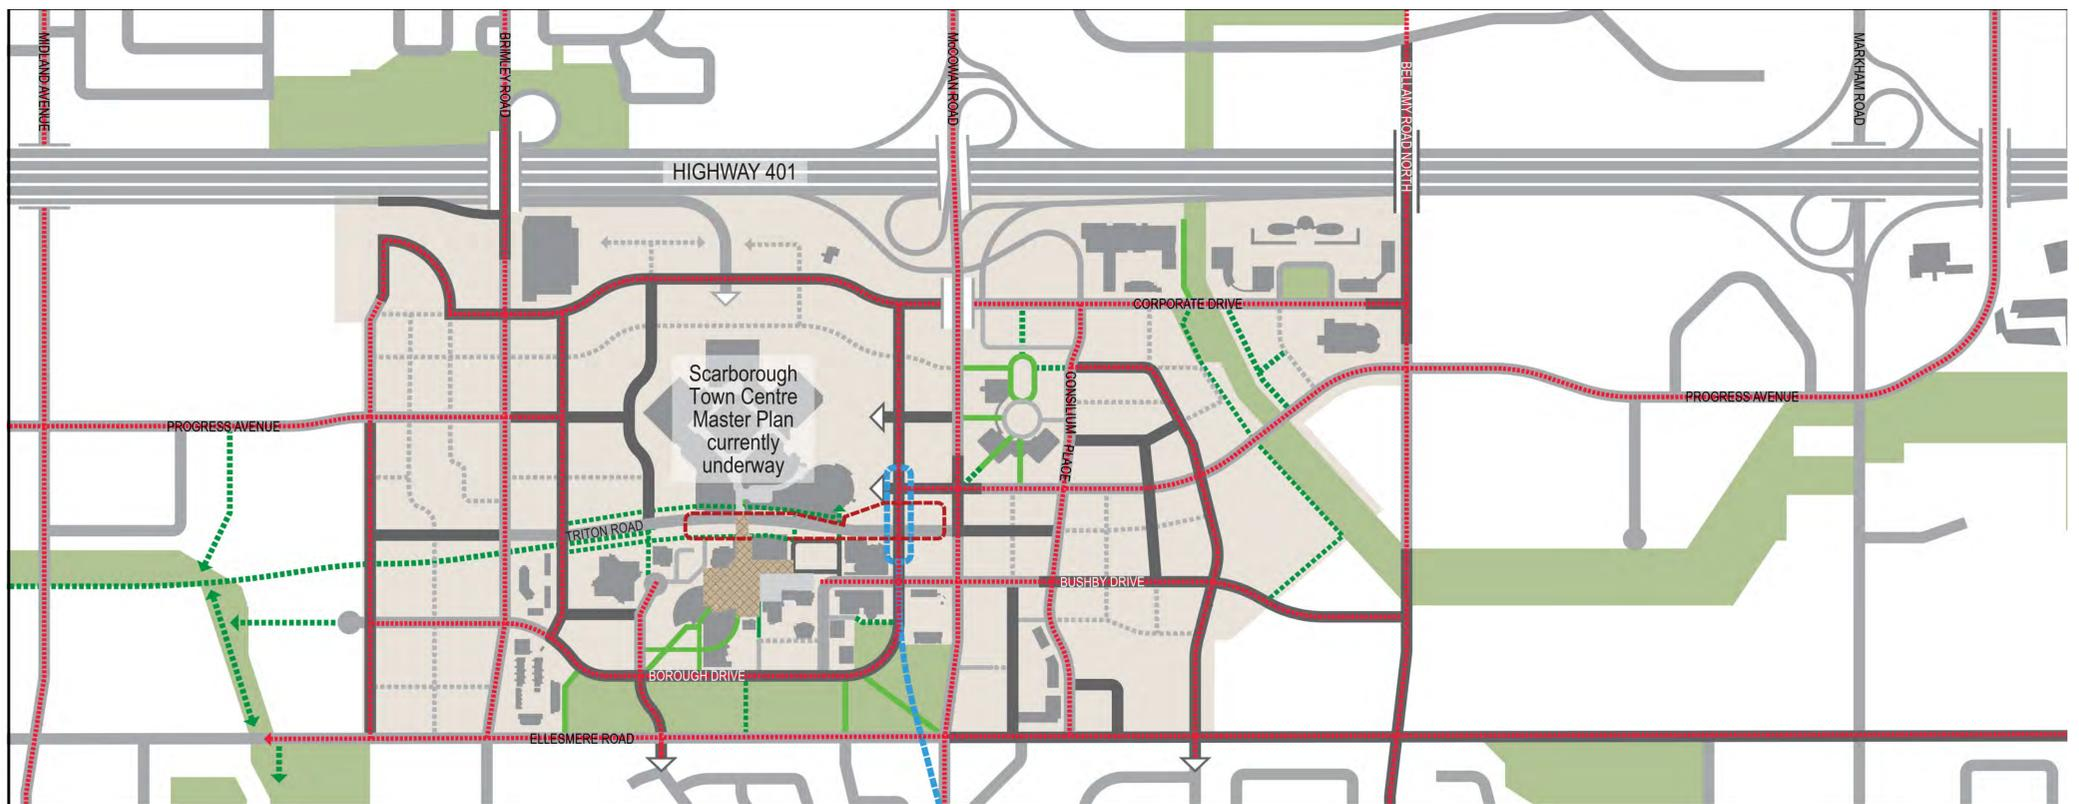 MIDLAND AVENUE
BRIMLEY ROAD
McCOWAN ROAD
BELLAMY ROAD NORTH
MARKHAM ROAD
HIGHWAY 401
CORPORATE DRIVE
Scarborough
Town Centre
Master Plan
currently
underway
CONSILIUM PLACE
PROGRESS AVENUE
PROGRESS AVENUE
TRITON ROAD
BUSHBY DRIVE
BOROUGH DRIVE
ELLESMERE ROAD